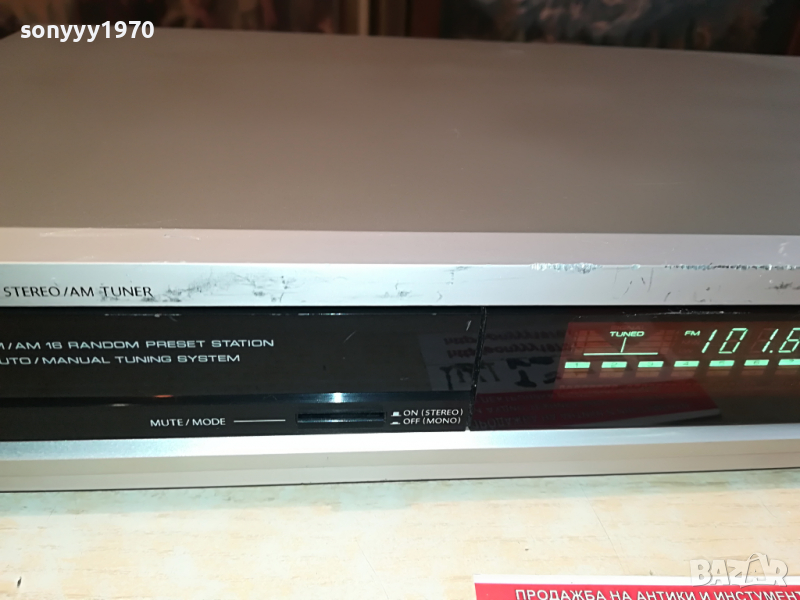 sonyyy1970
STEREO/AM TUNER
/AM 16 RANDOM PRESET STATION
UTO/MANUAL TUNING SYSTEM
MUTE/MODE
ON (STEREO)
OFF (MONO)
TUNED
FM 101.6
BAZAR
ПРОДАЖБА НА АНТИКИ И ИНСТУМЕНТ